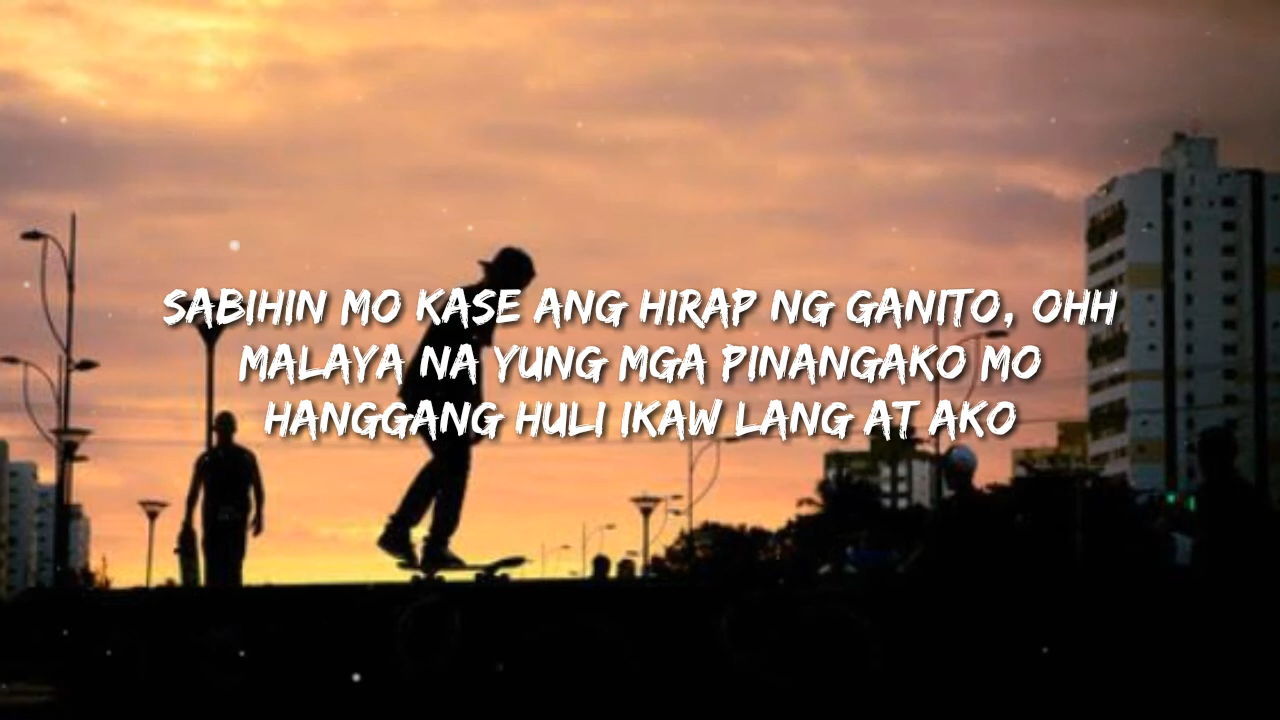 SABIHIN MO KASE ANG HIRAP NG GANITO, OHH
MALAYA NA YUNG MGA PINANGAKO MO
HANGGANG HULI IKAW LANG AT AKO